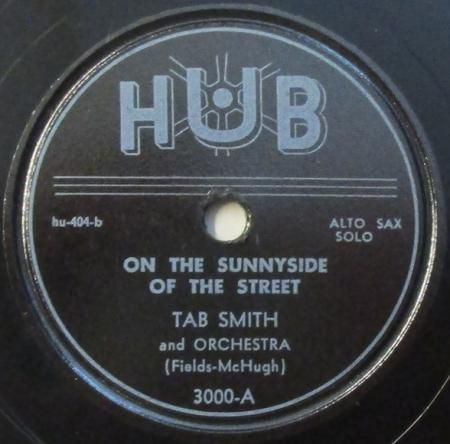 HUB
hu-404-b
ALTO SAX
SOLO
ON THE SUNNYSIDE
OF THE STREET
TAB SMITH
and ORCHESTRA
(Fields-McHugh)
3000-A